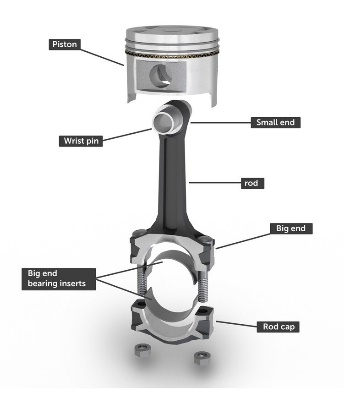 Piston
Small end
Wrist pin
rod
Big end
Big end
bearing inserts
Rod cap